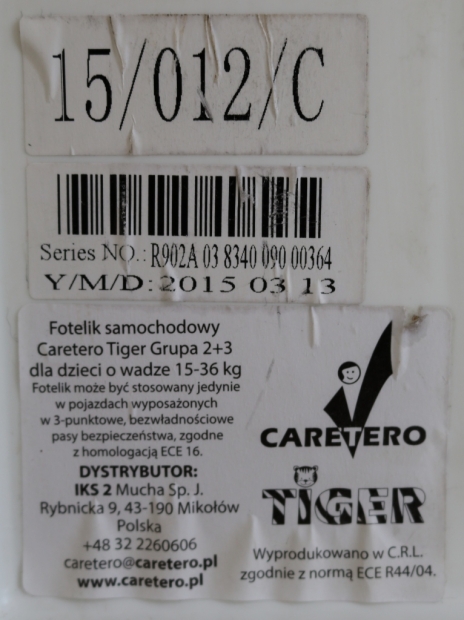 15/012/C
Series NO.: R902A 03 8340 090 00364
Y/M/D: 2015 03 13
Fotelik samochodowy
Caretero Tiger Grupa 2+3
dla dzieci o wadze 15-36 kg
Fotelik może być stosowany jedynie
w pojazdach wyposażonych
w 3-punktowe, bezwładnościowe
pasy bezpieczeństwa, zgodne
z homologacją ECE 16.
DYSTRYBUTOR:
IKS 2 Mucha Sp. J.
Rybnicka 9, 43-190 Mikołów
Polska
+48 32 2260606
caretero@caretero.pl
www.caretero.pl
CARETERO
TIGER
Wyprodukowano w C.R.L.
zgodnie z normą ECE R44/04.